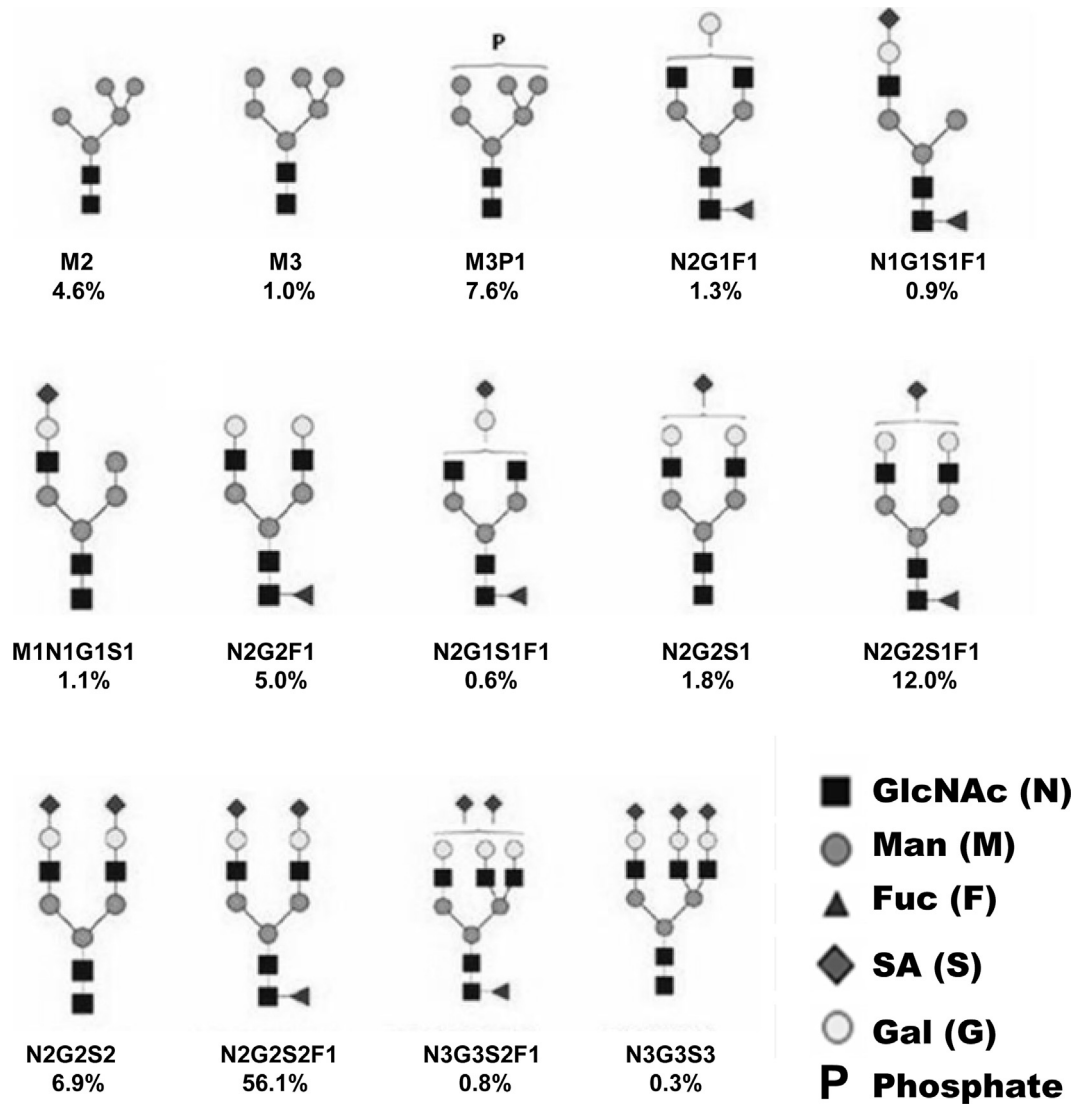 P
M2 M3 M3P1 N2G1F1 N1G1S1F1
4.6% 1.0% 7.6% 1.3% 0.9%
M1N1G1S1 N2G2F1 N2G1S1F1 N2G2S1 N2G2S1F1
1.1% 5.0% 0.6% 1.8% 12.0%
GlcNAc (N)
Man (M)
Fuc (F)
SA (S)
Gal (G)
P Phosphate
N2G2S2 N2G2S2F1 N3G3S2F1 N3G3S3
6.9% 56.1% 0.8% 0.3%